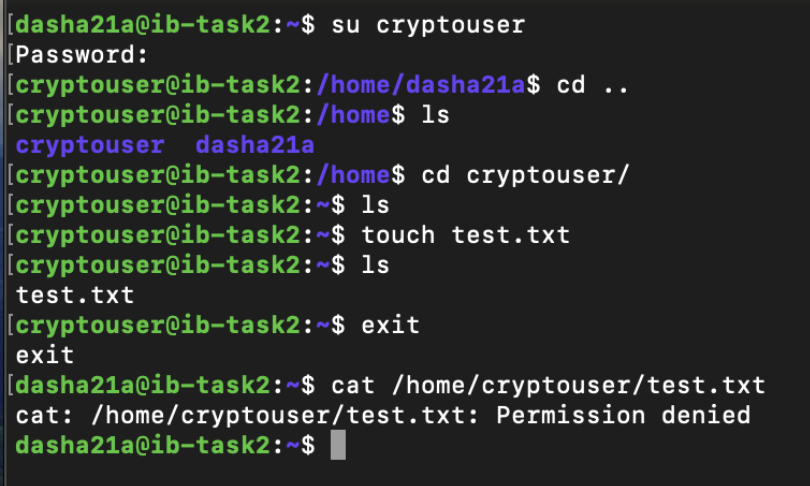 [dasha21a@ib-task2:~$ su cryptouser
[Password:
[cryptouser@ib-task2:/home/dasha21a$ cd ..
[cryptouser@ib-task2:/home$ ls
cryptouser  dasha21a
[cryptouser@ib-task2:/home$ cd cryptouser/
[cryptouser@ib-task2:~$ ls
[cryptouser@ib-task2:~$ touch test.txt
[cryptouser@ib-task2:~$ ls
test.txt
[cryptouser@ib-task2:~$ exit
exit
[dasha21a@ib-task2:~$ cat /home/cryptouser/test.txt
cat: /home/cryptouser/test.txt: Permission denied
dasha21a@ib-task2:~$